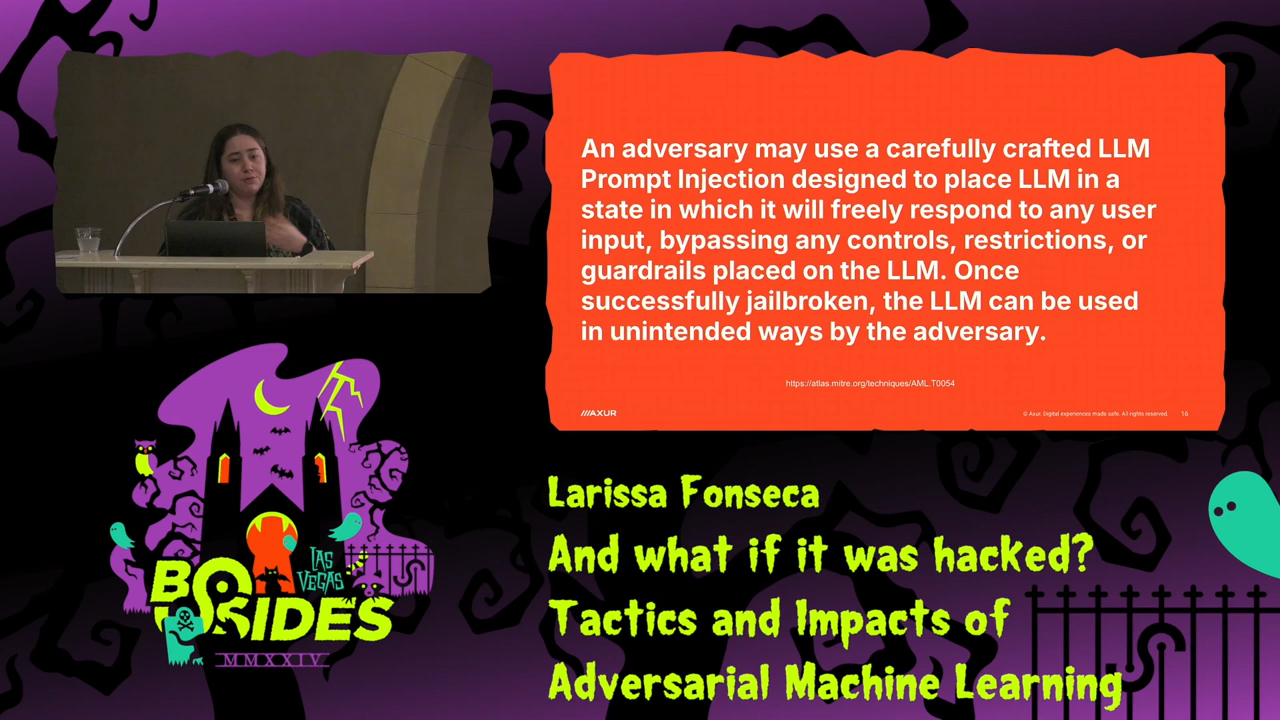 An adversary may use a carefully crafted LLM
Prompt Injection designed to place LLM in a
state in which it will freely respond to any user
input, bypassing any controls, restrictions, or
guardrails placed on the LLM. Once
successfully jailbroken, the LLM can be used
in unintended ways by the adversary.
https://atlas.mitre.org/techniques/AML.T0054
///AXUR
© Axur. Digital experiences made safe. All rights reserved. 16
LAS
VEGAS
BSIDES
MMXXIV
Larissa Fonseca
And what if it was hacked?
Tactics and Impacts of
Adversarial Machine Learning